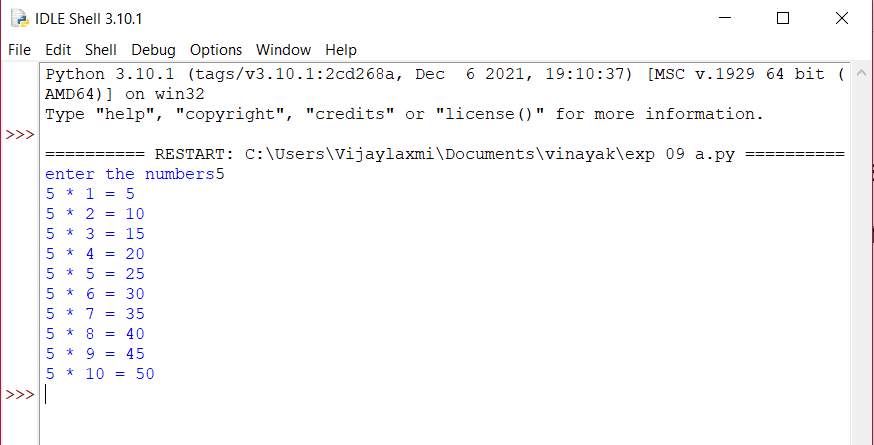 IDLE Shell 3.10.1
File Edit Shell Debug Options Window Help
Python 3.10.1 (tags/v3.10.1:2cd268a, Dec  6 2021, 19:10:37) [MSC v.1929 64 bit (
AMD64)] on win32
Type "help", "copyright", "credits" or "license()" for more information.
>>>
========== RESTART: C:\Users\Vijaylaxmi\Documents\vinayak\exp 09 a.py ==========
enter the numbers5
5 * 1 = 5
5 * 2 = 10
5 * 3 = 15
5 * 4 = 20
5 * 5 = 25
5 * 6 = 30
5 * 7 = 35
5 * 8 = 40
5 * 9 = 45
5 * 10 = 50
>>>